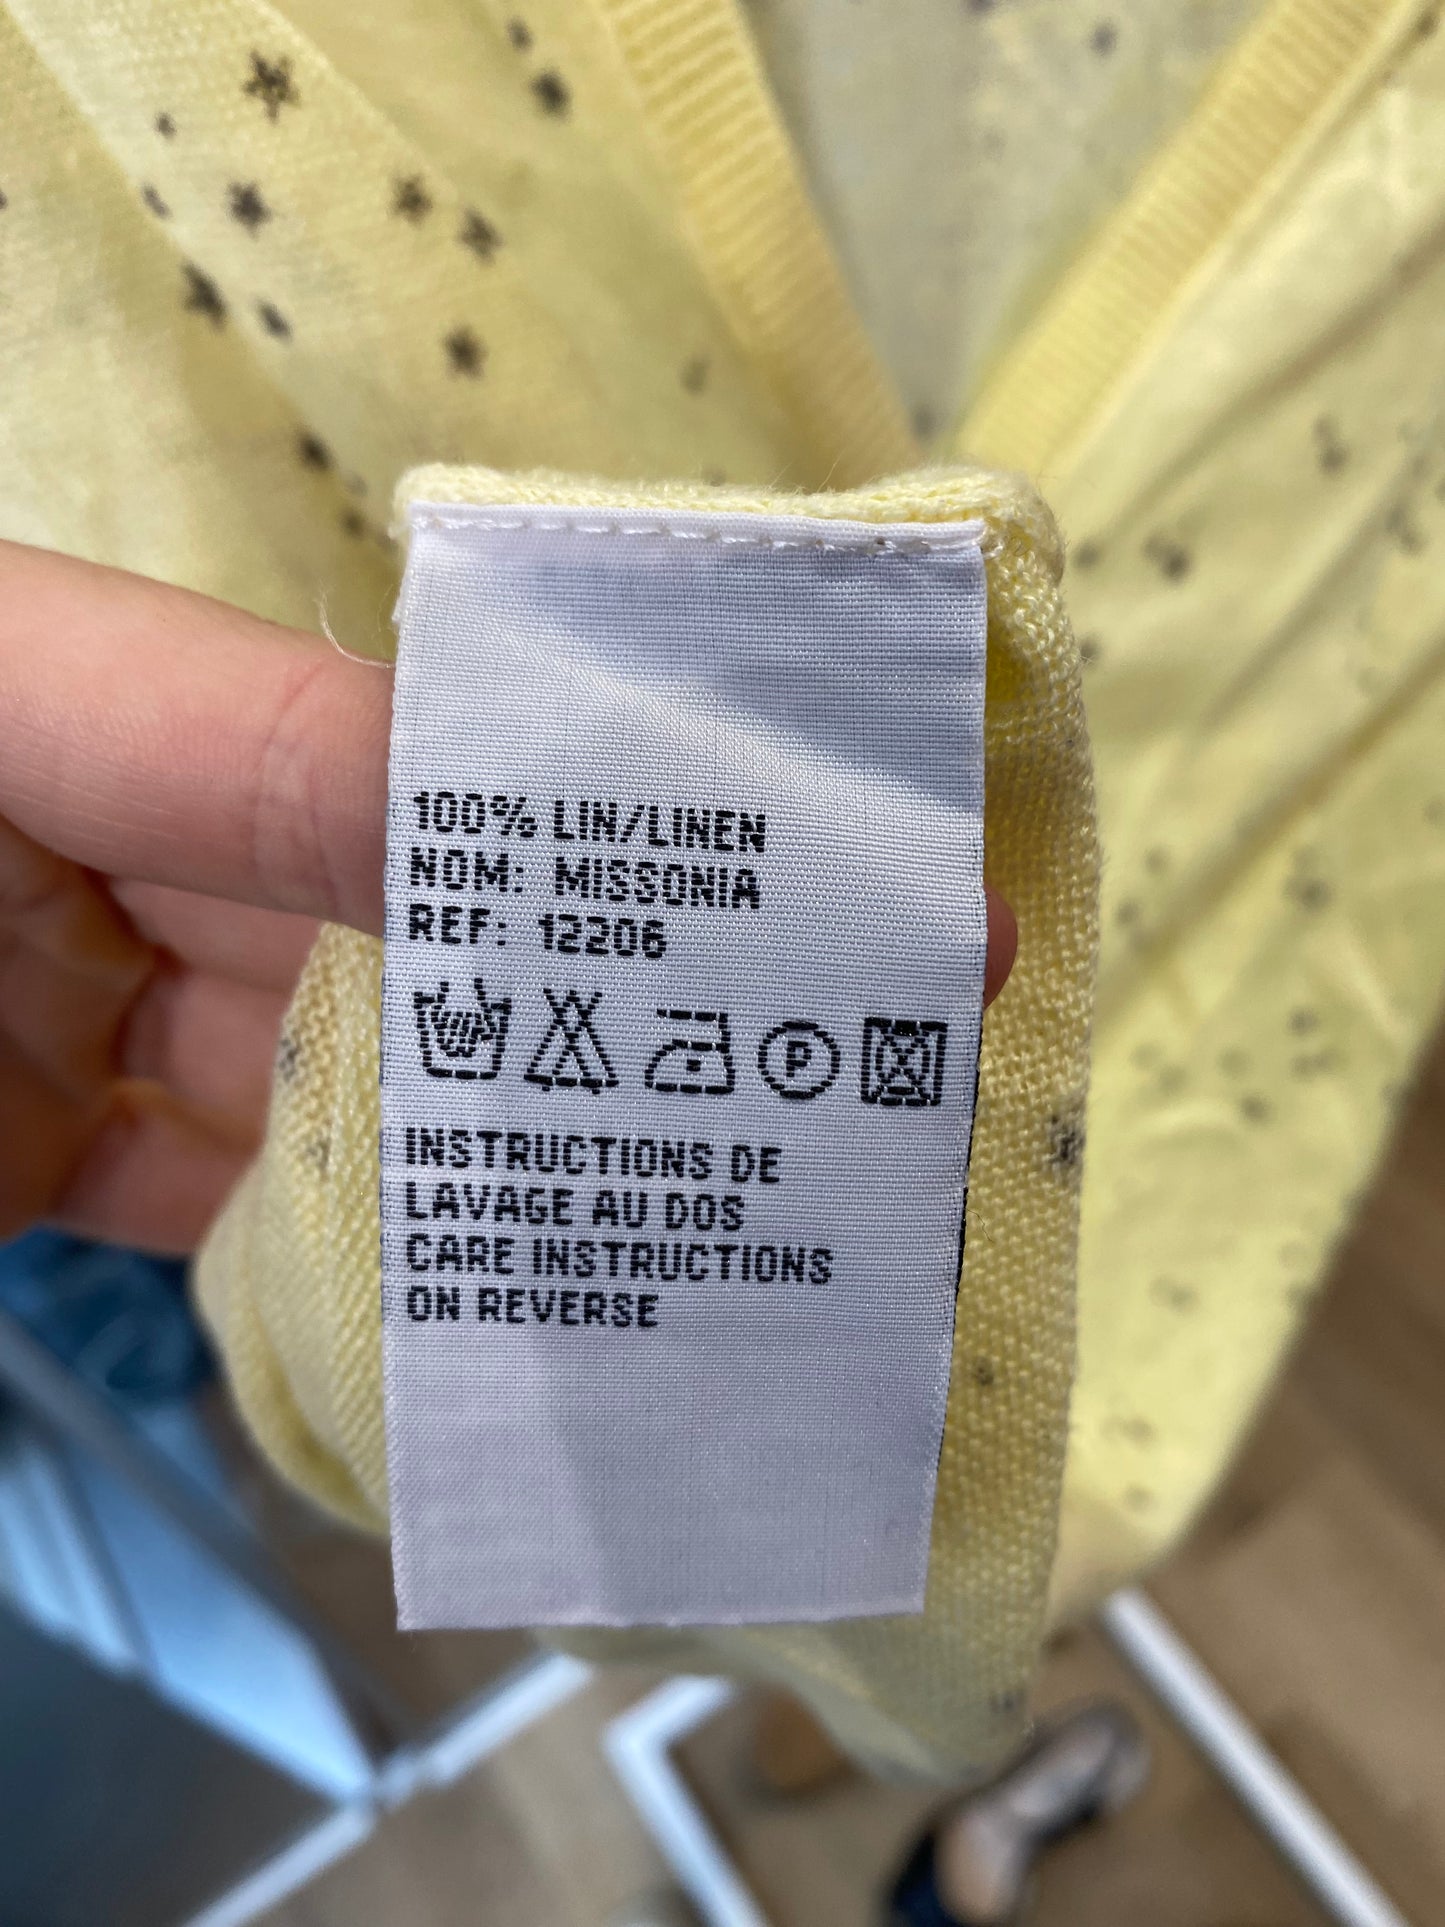 100% LIN/LINEN
NOM: MISSONIA
REF: 12206
P
INSTRUCTIONS DE
LAVAGE AU DOS
CARE INSTRUCTIONS
ON REVERSE